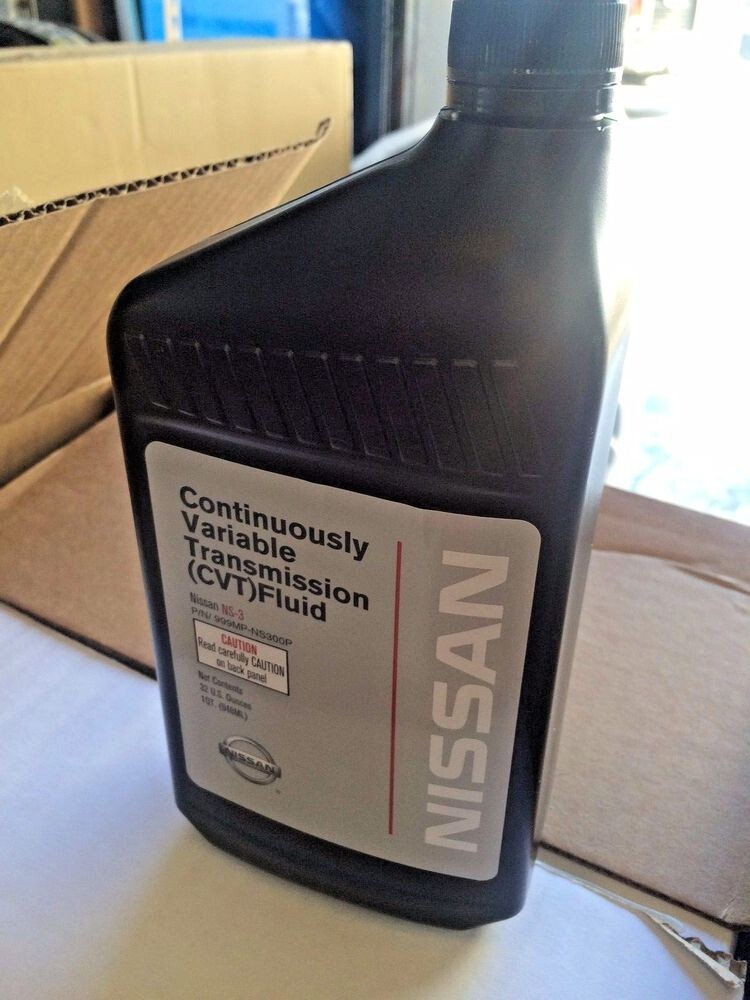 Continuously
Variable
Transmission
(CVT)Fluid
Nissan NS-3
P/N/ 999MP-NS300P
CAUTION
Read carefully CAUTION
on back panel
Net Contents
32 U.S. Ounces
1QT. (946ML)
NISSAN
NISSAN